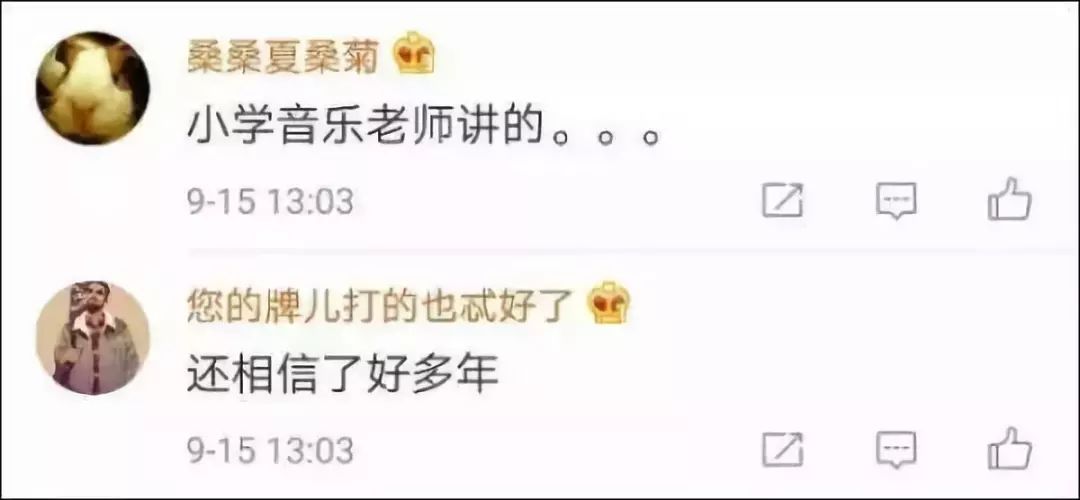 桑桑夏桑菊
小学音乐老师讲的。。。
9-15 13:03
您的牌儿打的也忒好了
还相信了好多年
9-15 13:03